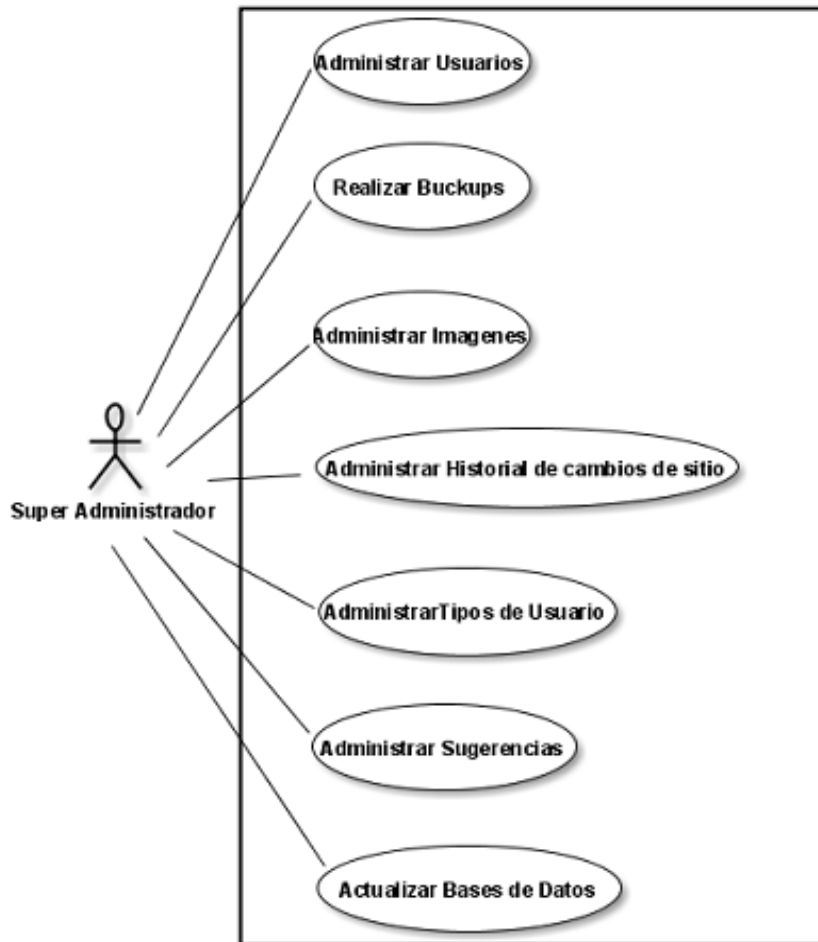 Administrar Usuarios
Realizar Buckups
Administrar Imagenes
Administrar Historial de cambios de sitio
Super Administrador
AdministrarTipos de Usuario
Administrar Sugerencias
Actualizar Bases de Datos